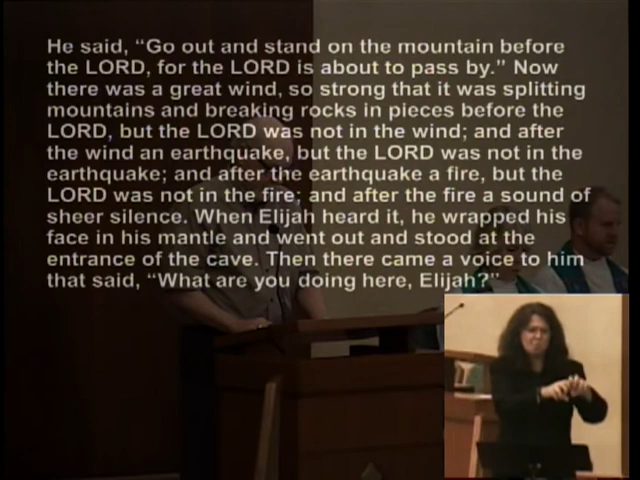 He said, “Go out and stand on the mountain before
the LORD, for the LORD is about to pass by.” Now
there was a great wind, so strong that it was splitting
mountains and breaking rocks in pieces before the
LORD, but the LORD was not in the wind; and after
the wind an earthquake, but the LORD was not in the
earthquake; and after the earthquake a fire, but the
LORD was not in the fire; and after the fire a sound of
sheer silence. When Elijah heard it, he wrapped his
face in his mantle and went out and stood at the
entrance of the cave. Then there came a voice to him
that said, “What are you doing here, Elijah?”